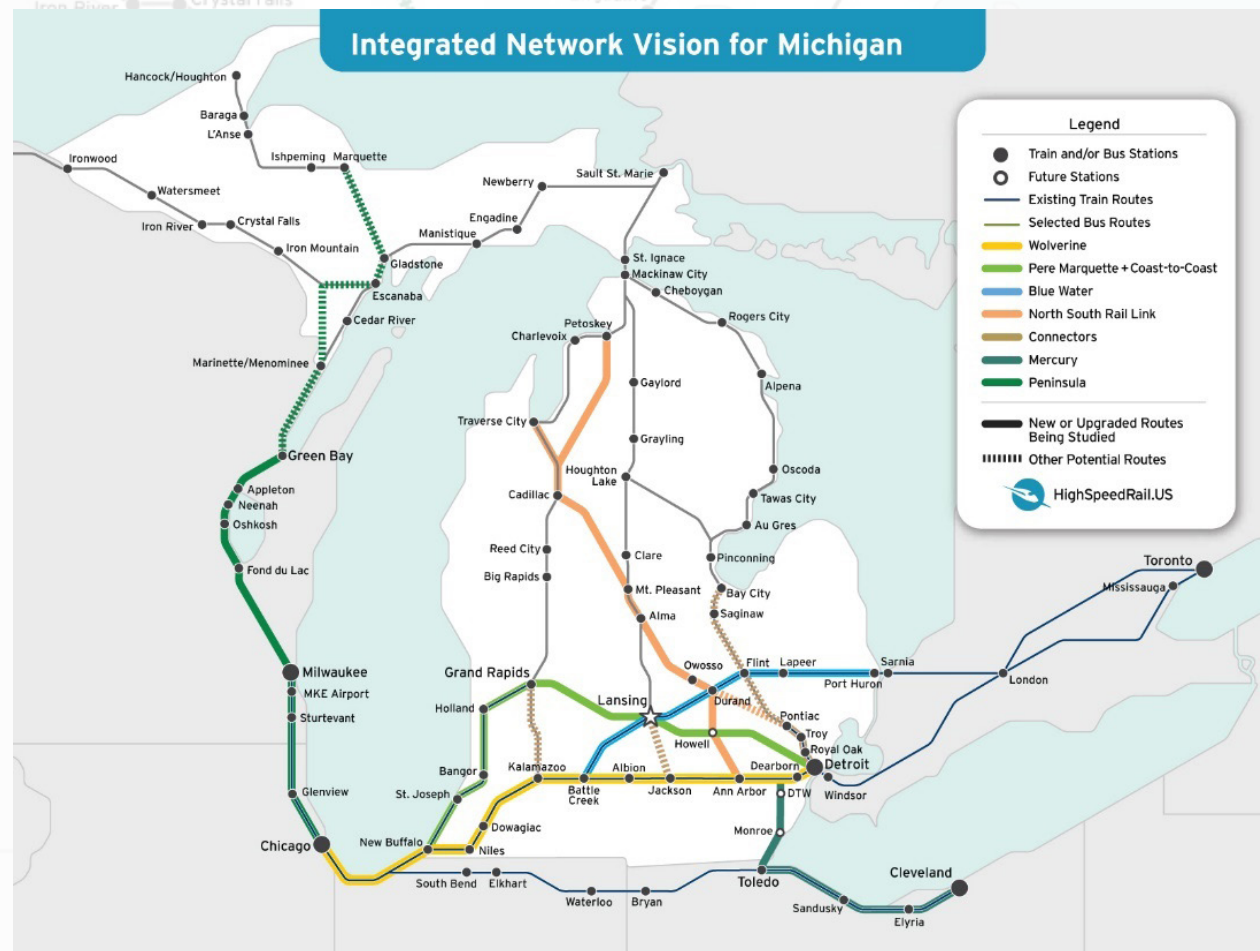 Iron River
Crystal Falls
Integrated Network Vision for Michigan
Hancock/Houghton
Baraga
L'Anse
Ishpeming
Marquette
Ironwood
Watersmeet
Iron River
Crystal Falls
Iron Mountain
Newberry
Sault St. Marie
Engadine
Manistique
Gladstone
Escanaba
Cedar River
Marinette/Menominee
St. Ignace
Mackinaw City
Cheboygan
Rogers City
Petoskey
Charlevoix
Alpena
Gaylord
Traverse City
Grayling
Green Bay
Houghton
Lake
Oscoda
Appleton
Neenah
Oshkosh
Cadillac
Tawas City
Au Gres
Reed City
Clare
Pinconning
Fond du Lac
Big Rapids
Mt. Pleasant
Bay City
Saginaw
Alma
Milwaukee
MKE Airport
Sturtevant
Grand Rapids
Owosso
Flint
Lapeer
Sarnia
Port Huron
London
Toronto
Mississauga
Holland
Lansing
Durand
Pontiac
Troy
Royal Oak
Howell
Detroit
Dearborn
Windsor
Bangor
Kalamazoo
Albion
Battle
Creek
Jackson
Ann Arbor
DTW
Glenview
St. Joseph
Dowagiac
Monroe
Chicago
New Buffalo
Niles
South Bend
Elkhart
Waterloo
Bryan
Toledo
Cleveland
Sandusky
Elyria
Legend
Train and/or Bus Stations
Future Stations
Existing Train Routes
Selected Bus Routes
Wolverine
Pere Marquette + Coast-to-Coast
Blue Water
North South Rail Link
Connectors
Mercury
Peninsula
New or Upgraded Routes
Being Studied
Other Potential Routes
HighSpeedRail.US